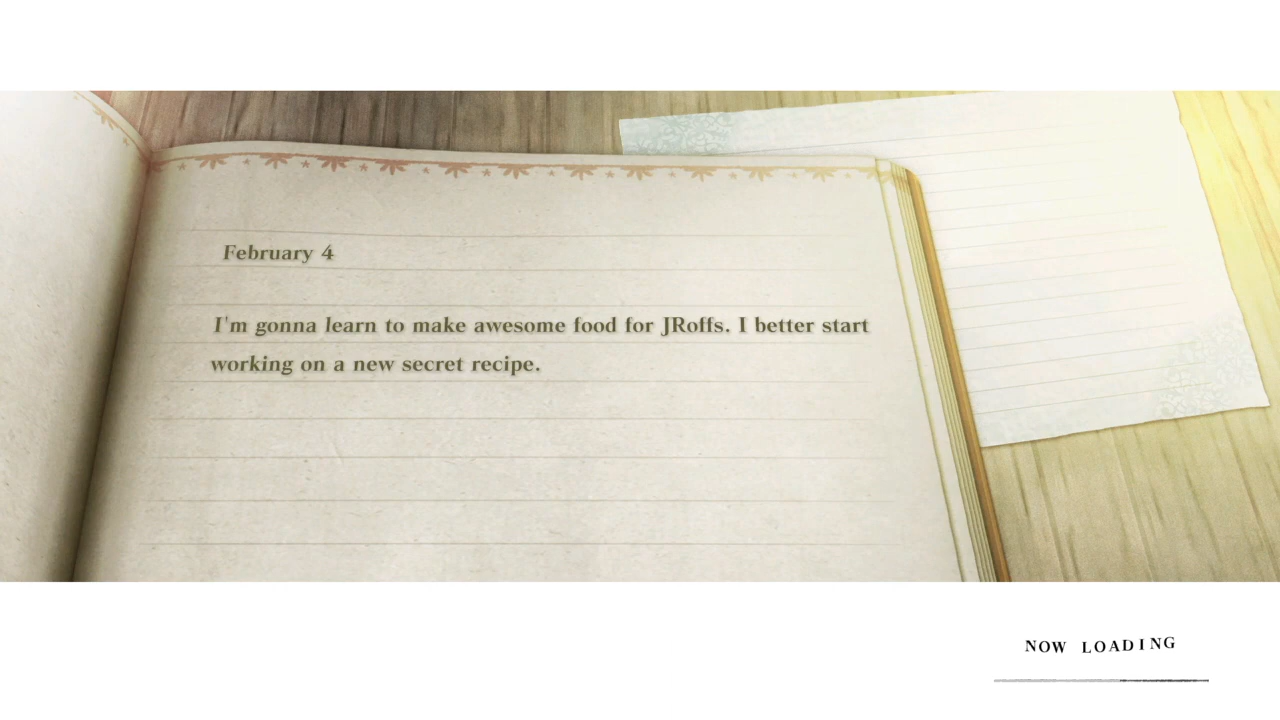 February 4
I'm gonna learn to make awesome food for JRoffs. I better start
working on a new secret recipe.
NOW LOADING